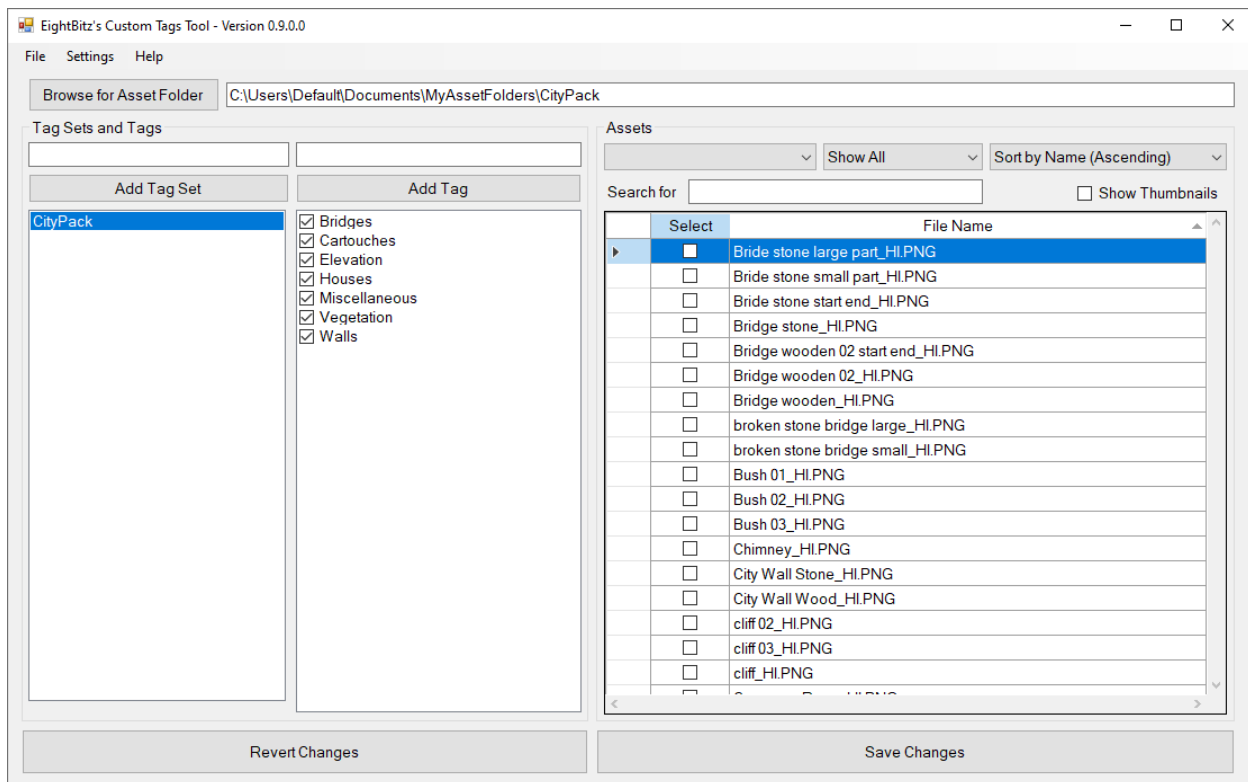 EightBitz's Custom Tags Tool - Version 0.9.0.0
File Settings Help
Browse for Asset Folder C:\Users\Default\Documents\MyAssetFolders\CityPack
Tag Sets and Tags
Add Tag Set Add Tag
CityPack
Bridges
Cartouches
Elevation
Houses
Miscellaneous
Vegetation
Walls
Assets
Show All Sort by Name (Ascending)
Search for Show Thumbnails
Select File Name
Bride stone large part_HI.PNG
Bride stone small part_HI.PNG
Bride stone start end_HI.PNG
Bridge stone_HI.PNG
Bridge wooden 02 start end_HI.PNG
Bridge wooden 02_HI.PNG
Bridge wooden_HI.PNG
broken stone bridge large_HI.PNG
broken stone bridge small_HI.PNG
Bush 01_HI.PNG
Bush 02_HI.PNG
Bush 03_HI.PNG
Chimney_HI.PNG
City Wall Stone_HI.PNG
City Wall Wood_HI.PNG
cliff 02_HI.PNG
cliff 03_HI.PNG
cliff_HI.PNG
Revert Changes Save Changes